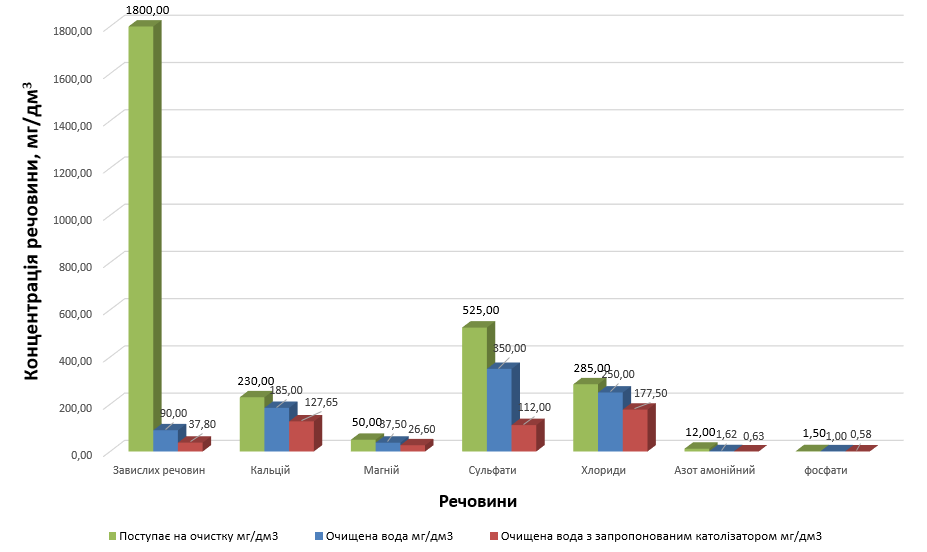 Концентрація речовини, мг/дм³
1800,00
1600,00
1400,00
1200,00
1000,00
800,00
600,00
400,00
200,00
0,00
1800,00
90,00
37,80
230,00
185,00
127,65
50,00
37,50
26,60
525,00
350,00
112,00
285,00
250,00
177,50
12,00
1,62
0,63
1,50
1,00
0,58
Завислих речовин
Кальцій
Магній
Сульфати
Хлориди
Азот амонійний
фосфати
Речовини
Поступає на очистку мг/дм3
Очищена вода мг/дм3
Очищена вода з запропонованим католізатором мг/дм3